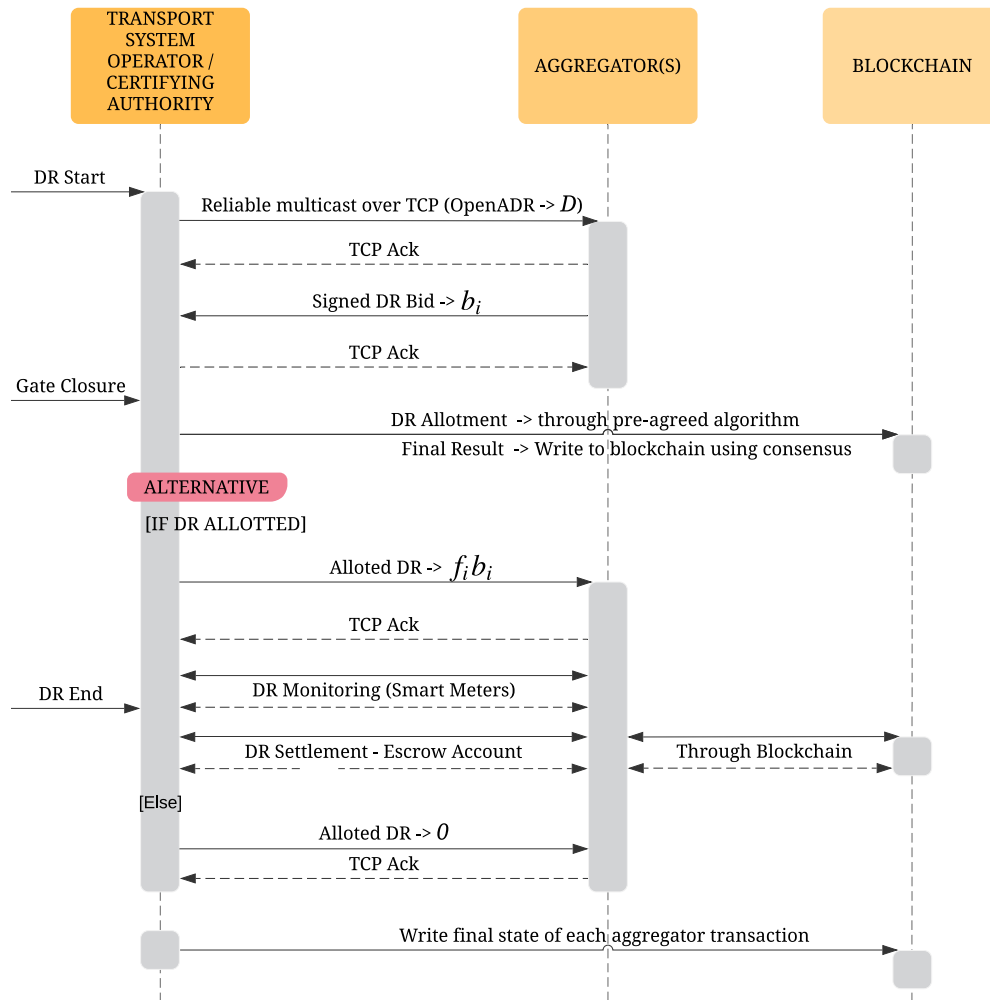 TRANSPORT
SYSTEM
OPERATOR /
CERTIFYING
AUTHORITY
AGGREGATOR(S)
BLOCKCHAIN
DR Start
Reliable multicast over TCP (OpenADR -> D)
TCP Ack
Signed DR Bid -> bᵢ
TCP Ack
Gate Closure
DR Allotment -> through pre-agreed algorithm
Final Result -> Write to blockchain using consensus
ALTERNATIVE
[IF DR ALLOTTED]
Alloted DR -> fᵢbᵢ
TCP Ack
DR Monitoring (Smart Meters)
DR End
DR Settlement - Escrow Account
Through Blockchain
[Else]
Alloted DR -> 0
TCP Ack
Write final state of each aggregator transaction